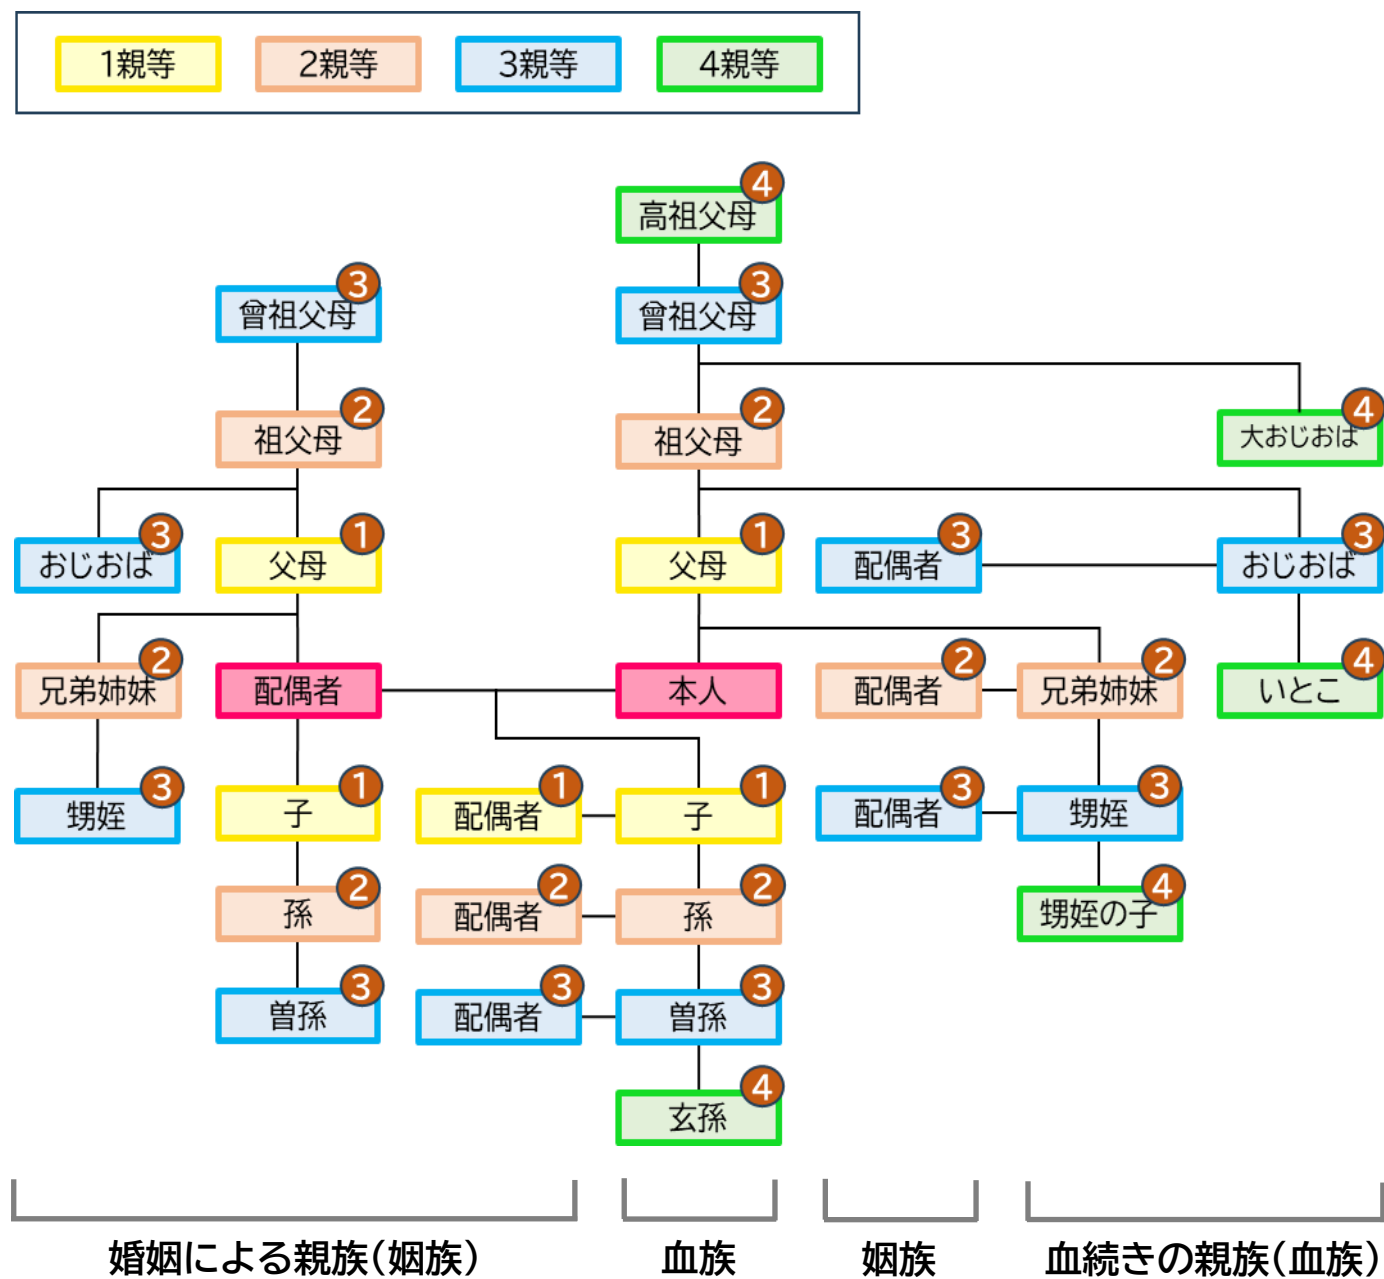 1親等 2親等 3親等 4親等
4
高祖父母
3 3
曾祖父母 曾祖父母
2 2 4
祖父母 祖父母 大おじおば
3 1 1 3 3
おじおば 父母 父母 配偶者 おじおば
2 2 2 4
兄弟姉妹 配偶者 本人 配偶者 兄弟姉妹 いとこ
3 1 1 1 3 3
甥姪 子 配偶者 子 配偶者 甥姪
2 2 2 4
孫 配偶者 孫 甥姪の子
3 3 3
曽孫 配偶者 曽孫
4
玄孫
婚姻による親族(姻族) 血族 姻族 血続きの親族(血族)